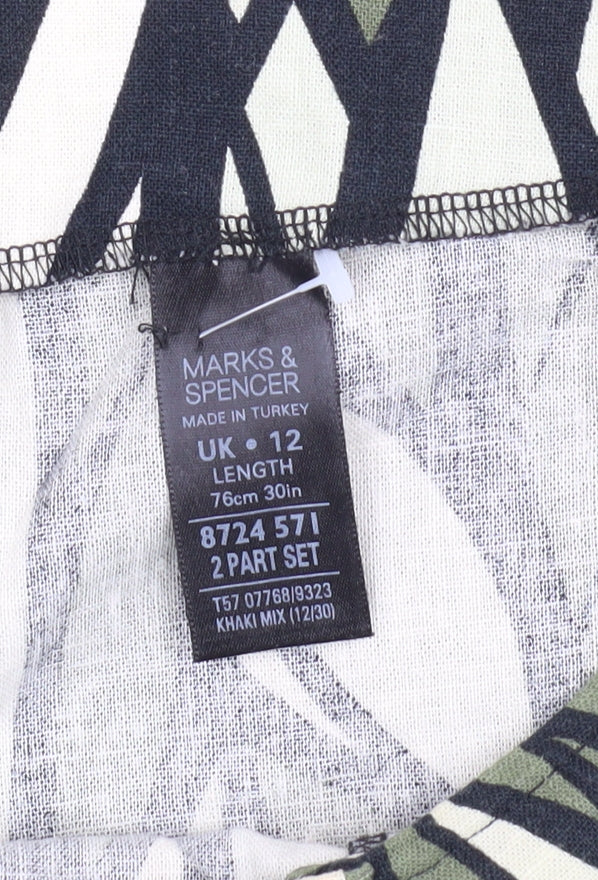 MARKS &
SPENCER
MADE IN TURKEY
UK • 12
LENGTH
76cm 30in
8724 571
2 PART SET
T57 07768/9323
KHAKI MIX (12/30)